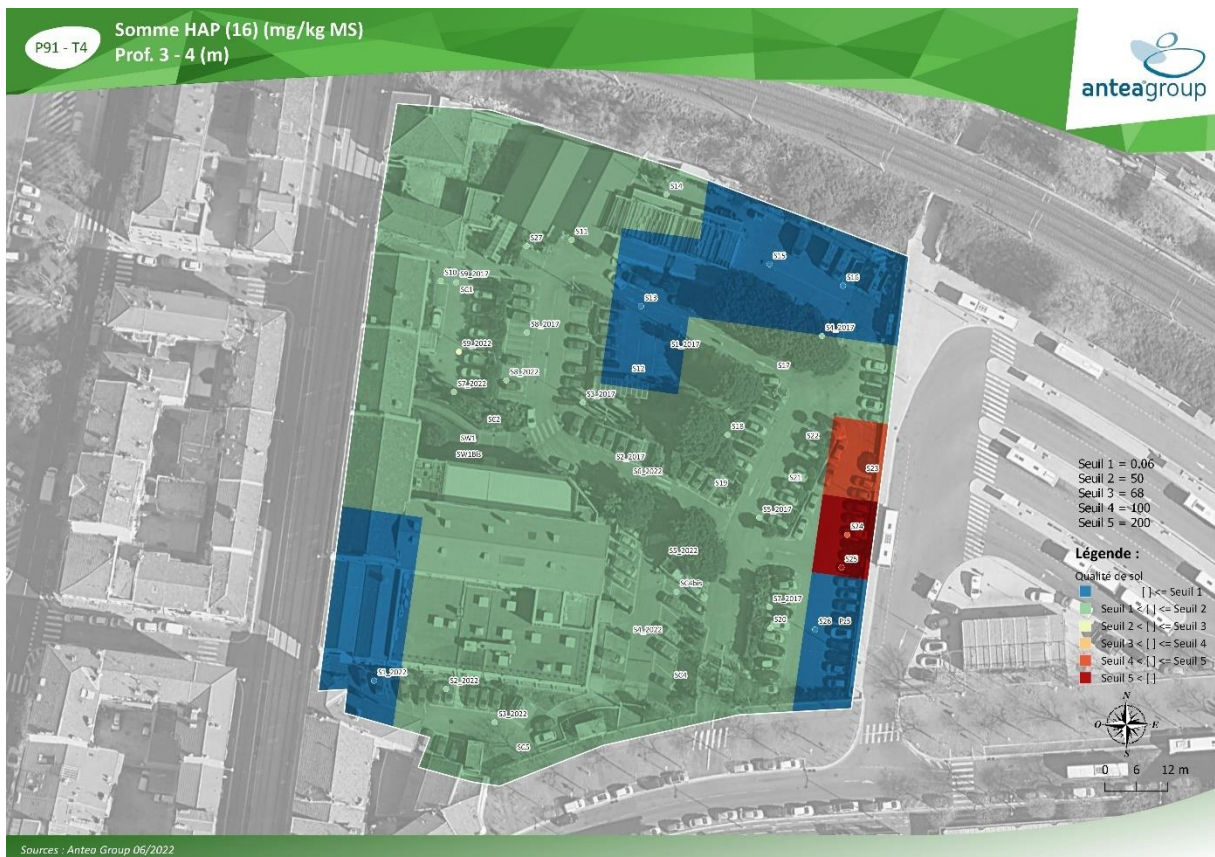 P91 - T4
Somme HAP (16) (mg/kg MS)
Prof. 3 - 4 (m)
anteagroup
S14
S27
S11
S15
S16
S10
S9_2017
SC1
S13
S8_2017
S4_2017
S1_2017
S9_2022
S17
S12
S8_2022
S7_2022
S3_2017
SC2
S18
S22
SW1
SW1Bis
S2_2017
S6_2022
S23
S21
S19
S5_2017
S24
S5_2022
S25
SC4bis
S7_2017
S20
S26
S4_2022
SC4
S1_2022
S2_2022
S3_2022
SC5
Seuil 1 = 0.06
Seuil 2 = 50
Seuil 3 = 68
Seuil 4 = 100
Seuil 5 = 200
Légende :
Qualité de sol
[ ] <= Seuil 1
Seuil 1 < [ ] <= Seuil 2
Seuil 2 < [ ] <= Seuil 3
Seuil 3 < [ ] <= Seuil 4
Seuil 4 < [ ] <= Seuil 5
Seuil 5 < [ ]
N
O E
S
0 6 12 m
Sources : Antea Group 06/2022